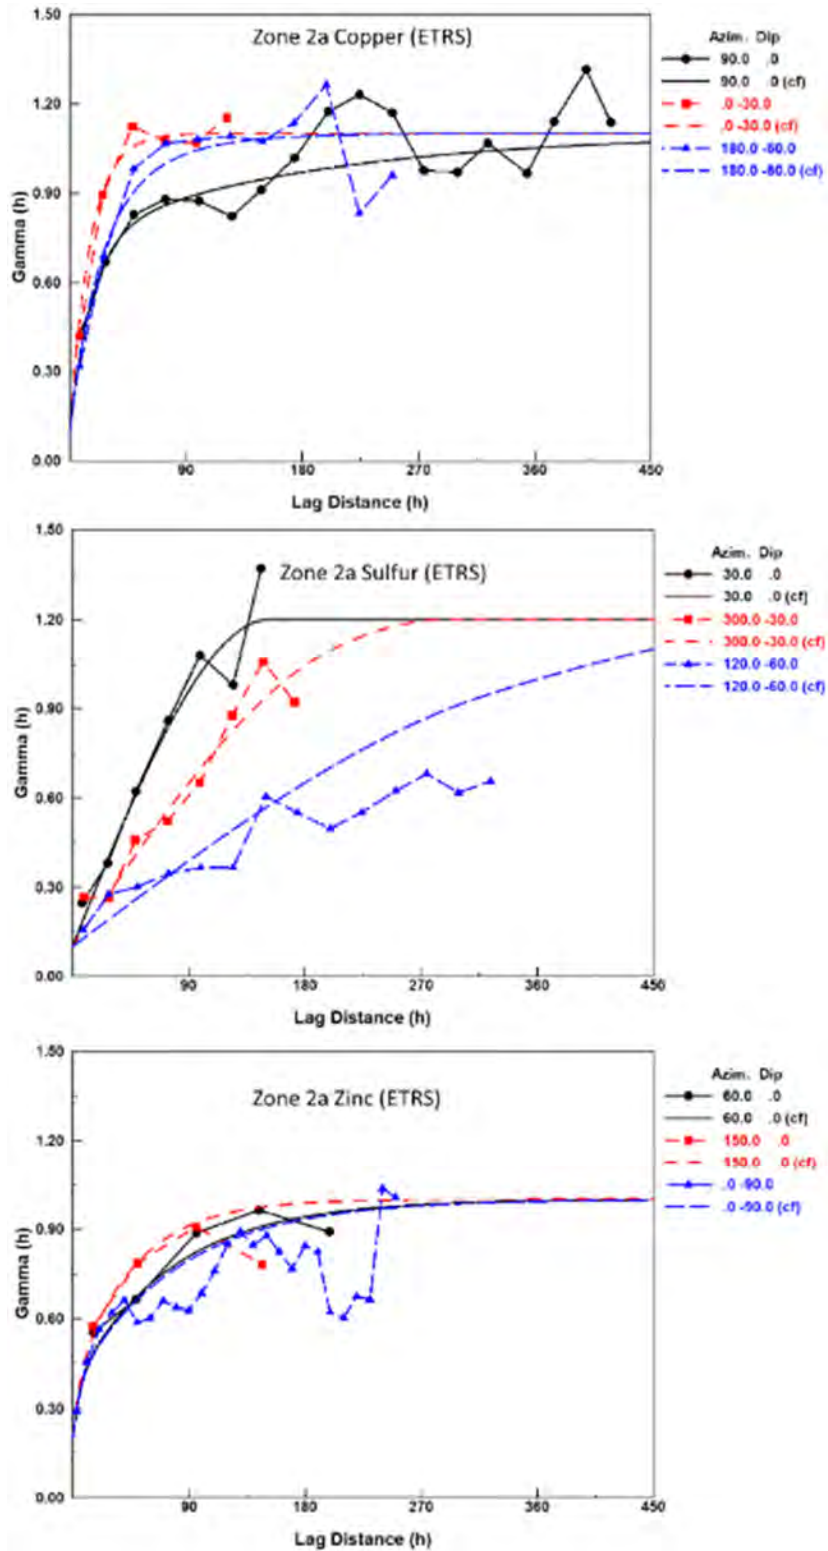 Zone 2a Copper (ETRS)
Gamma (h)
1.50
1.20
0.90
0.60
0.30
0.00
90
180
270
360
450
Lag Distance (h)
Azim. Dip
90.0 .0
90.0 .0 (cf)
.0 -30.0
.0 -30.0 (cf)
180.0 -60.0
180.0 -60.0 (cf)
Zone 2a Sulfur (ETRS)
Gamma (h)
1.50
1.20
0.90
0.60
0.30
0.00
90
180
270
360
450
Lag Distance (h)
Azim. Dip
30.0 .0
30.0 .0 (cf)
300.0 -30.0
300.0 -30.0 (cf)
120.0 -60.0
120.0 -60.0 (cf)
Zone 2a Zinc (ETRS)
Gamma (h)
1.50
1.20
0.90
0.60
0.30
0.00
90
180
270
360
450
Lag Distance (h)
Azim. Dip
60.0 .0
60.0 .0 (cf)
150.0 .0
150.0 .0 (cf)
.0 -90.0
.0 -90.0 (cf)